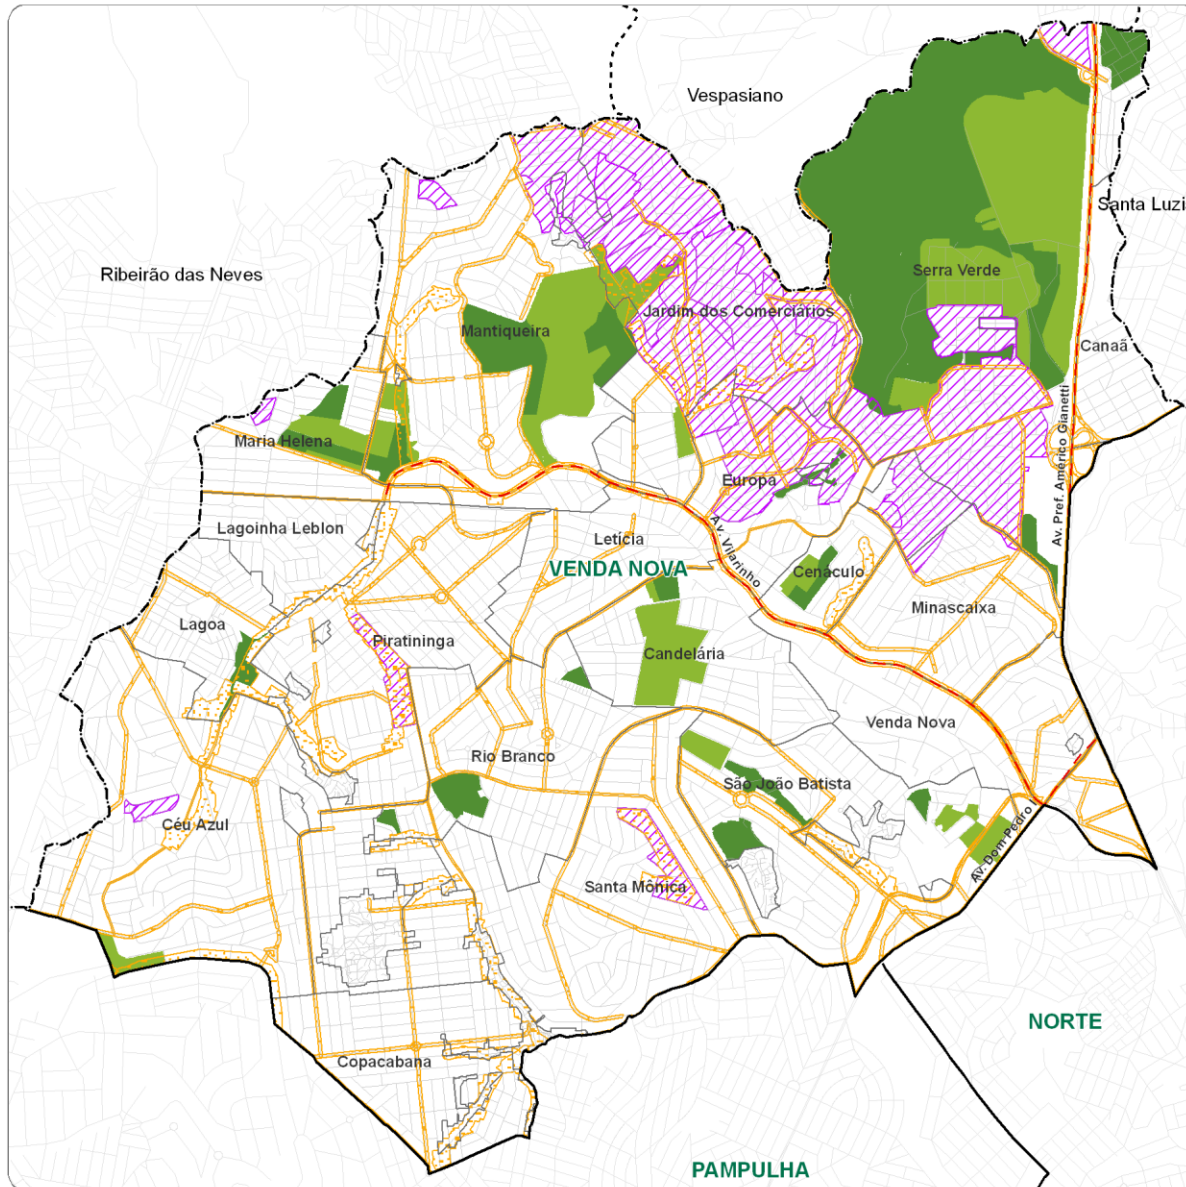 Vespasiano
Santa Luzi
Ribeirão das Neves
Serra Verde
Jardim dos Comerciários
Mantiqueira
Canaã
Maria Helena
Av. Pref. Américo Gianetti
Europa
Lagoinha Leblon
Letícia
Av. Vilarinho
VENDA NOVA
Cenáculo
Minascaixa
Lagoa
Piratininga
Candelária
Venda Nova
Rio Branco
São João Batista
Céu Azul
Av. Dom Pedro I
Santa Mônica
NORTE
Copacabana
PAMPULHA